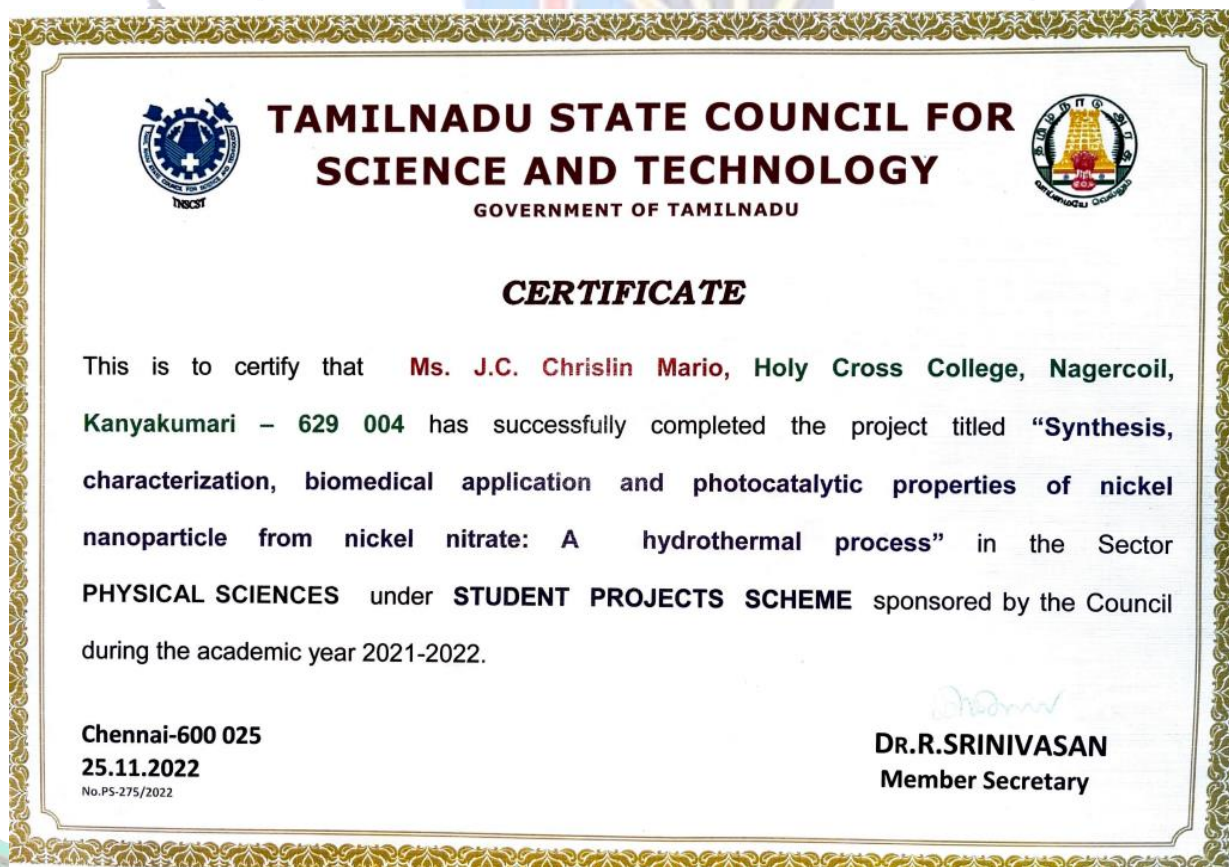 TAMILNADU STATE COUNCIL FOR
SCIENCE AND TECHNOLOGY
GOVERNMENT OF TAMILNADU
TNSCST
தமிழ்நாடு அரசு
வாய்மையே வெல்லும்
CERTIFICATE
This is to certify that Ms. J.C. Chrislin Mario, Holy Cross College, Nagercoil,
Kanyakumari – 629 004 has successfully completed the project titled “Synthesis,
characterization, biomedical application and photocatalytic properties of nickel
nanoparticle from nickel nitrate: A hydrothermal process” in the Sector
PHYSICAL SCIENCES under STUDENT PROJECTS SCHEME sponsored by the Council
during the academic year 2021-2022.
Chennai-600 025
25.11.2022
No.PS-275/2022
DR.R.SRINIVASAN
Member Secretary